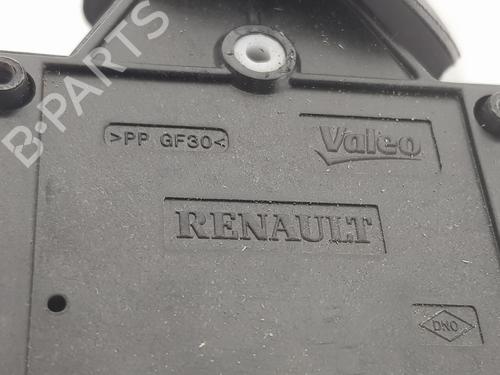 B-PARTS
>PP GF30<
Valeo
RENAULT
DNO